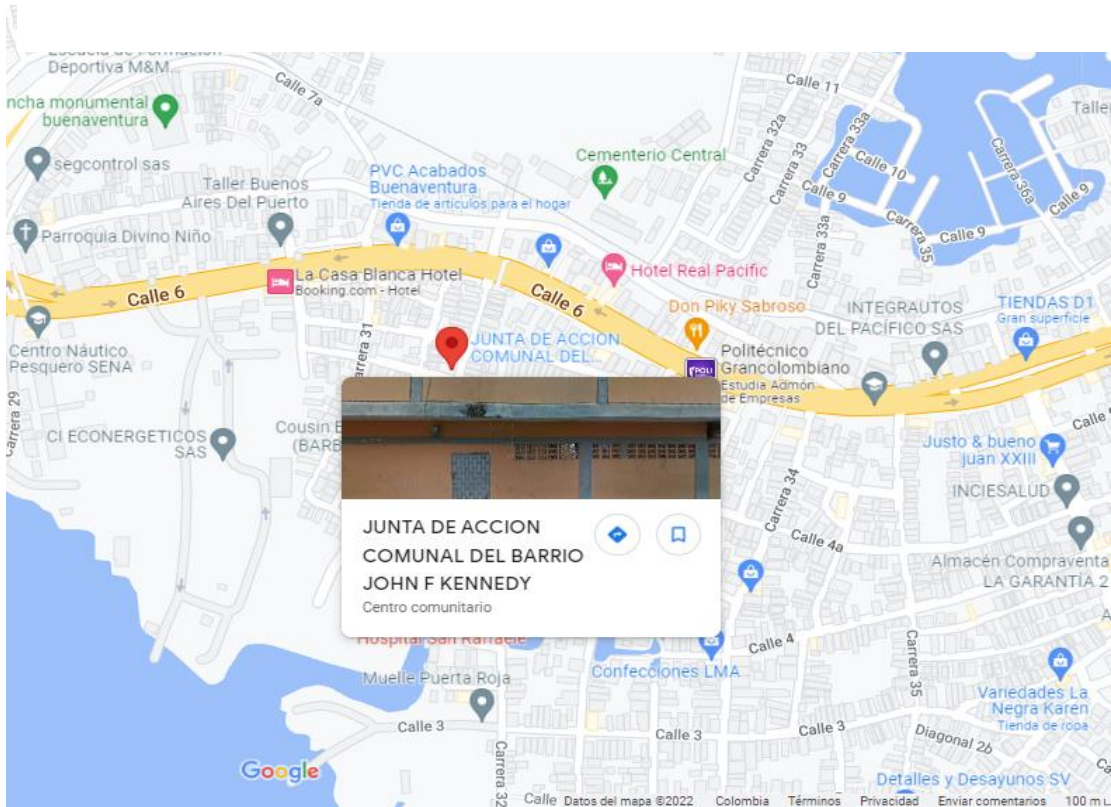 Deportiva M&M...
Calle 7a
Calle 11
ncha monumental
buenaventura
Talle
Carrera 32a
Carrera 33
Carrera 33a
Carrera 36a
segcontrol sas
PVC Acabados
Buenaventura
Tienda de artículos para el hogar
Cementerio Central
Calle 10
Calle 9
Calle 9
Taller Buenos
Aires Del Puerto
Parroquia Divino Niño
Carrera 33a
Carrera 35
Calle 9
La Casa Blanca Hotel
Booking.com - Hotel
Hotel Real Pacific
Calle 6
Calle 6
Don Piky Sabroso
INTEGRAUTOS
DEL PACÍFICO SAS
TIENDAS D1
Gran superficie
Centro Náutico
Pesquero SENA
Carrera 31
JUNTA DE ACCION
COMUNAL DEL...
POLI
Politécnico
Grancolombiano
Estudia Admón
de Empresas
Carrera 29
CI ECONERGETICOS
SAS
Cousin
(BARB
Calle
Justo & bueno
juan XXIII
INCIESALUD
Carrera 34
JUNTA DE ACCION
COMUNAL DEL BARRIO
JOHN F KENNEDY
Centro comunitario
Calle 4a
Almacén Compraventa
LA GARANTÍA 2
Hospital San Raffaele
Calle 4
Carrera 35
Muelle Puerta Roja
Confecciones LMA
Variedades La
Negra Karen
Tienda de ropa
Calle 3
Calle 3
Calle 3
Diagonal 2b
Google
Carrera 32
Detalles y Desayunos SV
Calle
Datos del mapa ©2022 Colombia Términos Privacidad Enviar comentarios 100 m